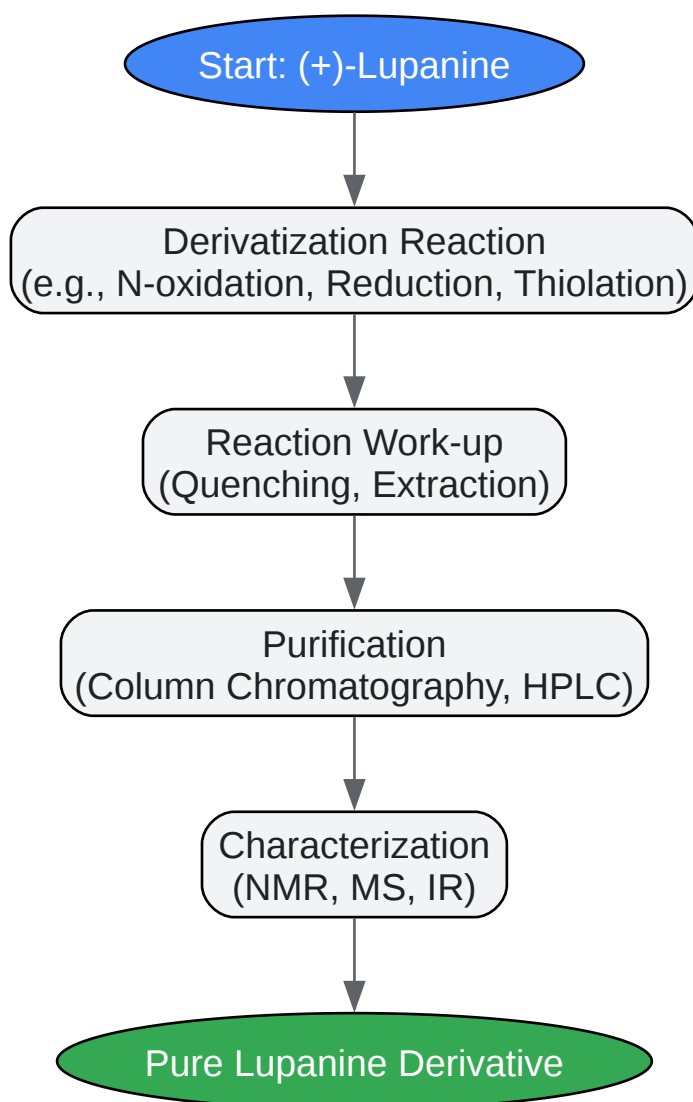 Start: (+)-Lupanine
Derivatization Reaction
(e.g., N-oxidation, Reduction, Thiolation)
Reaction Work-up
(Quenching, Extraction)
Purification
(Column Chromatography, HPLC)
Characterization
(NMR, MS, IR)
Pure Lupanine Derivative